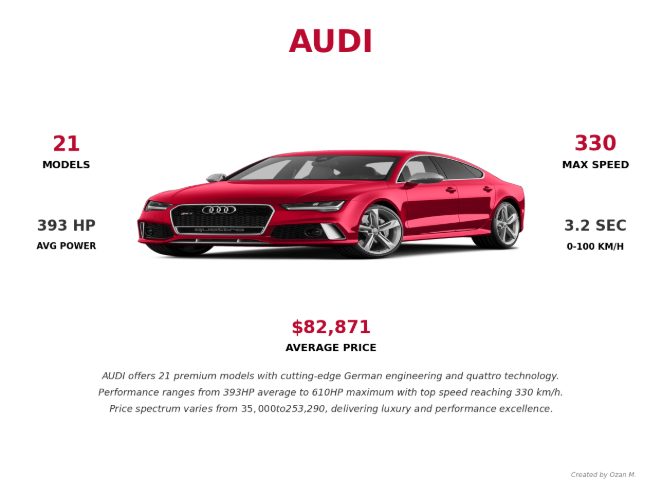 AUDI
21
MODELS
330
MAX SPEED
393 HP
AVG POWER
3.2 SEC
0-100 KM/H
quattro
$82,871
AVERAGE PRICE
AUDI offers 21 premium models with cutting-edge German engineering and quattro technology.
Performance ranges from 393HP average to 610HP maximum with top speed reaching 330 km/h.
Price spectrum varies from 35,000to253,290, delivering luxury and performance excellence.
Created by Ozan M.